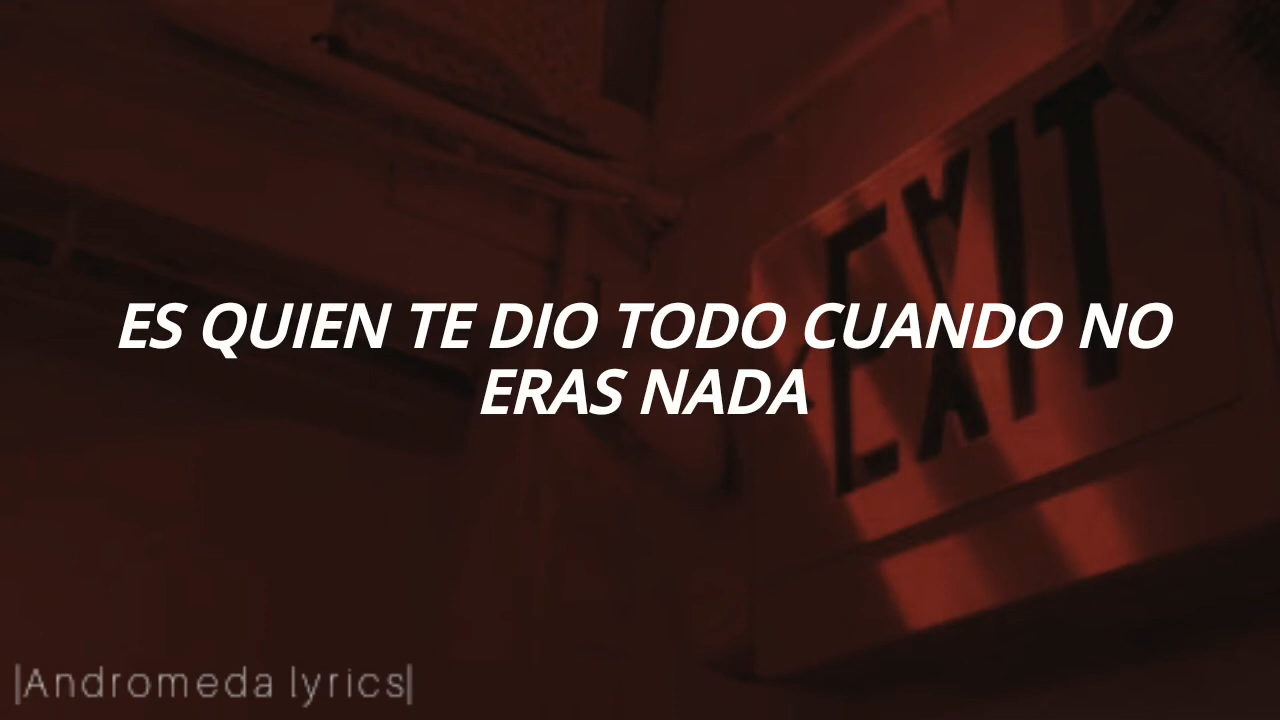 EXIT
ES QUIEN TE DIO TODO CUANDO NO
ERAS NADA
|Andromeda lyrics|